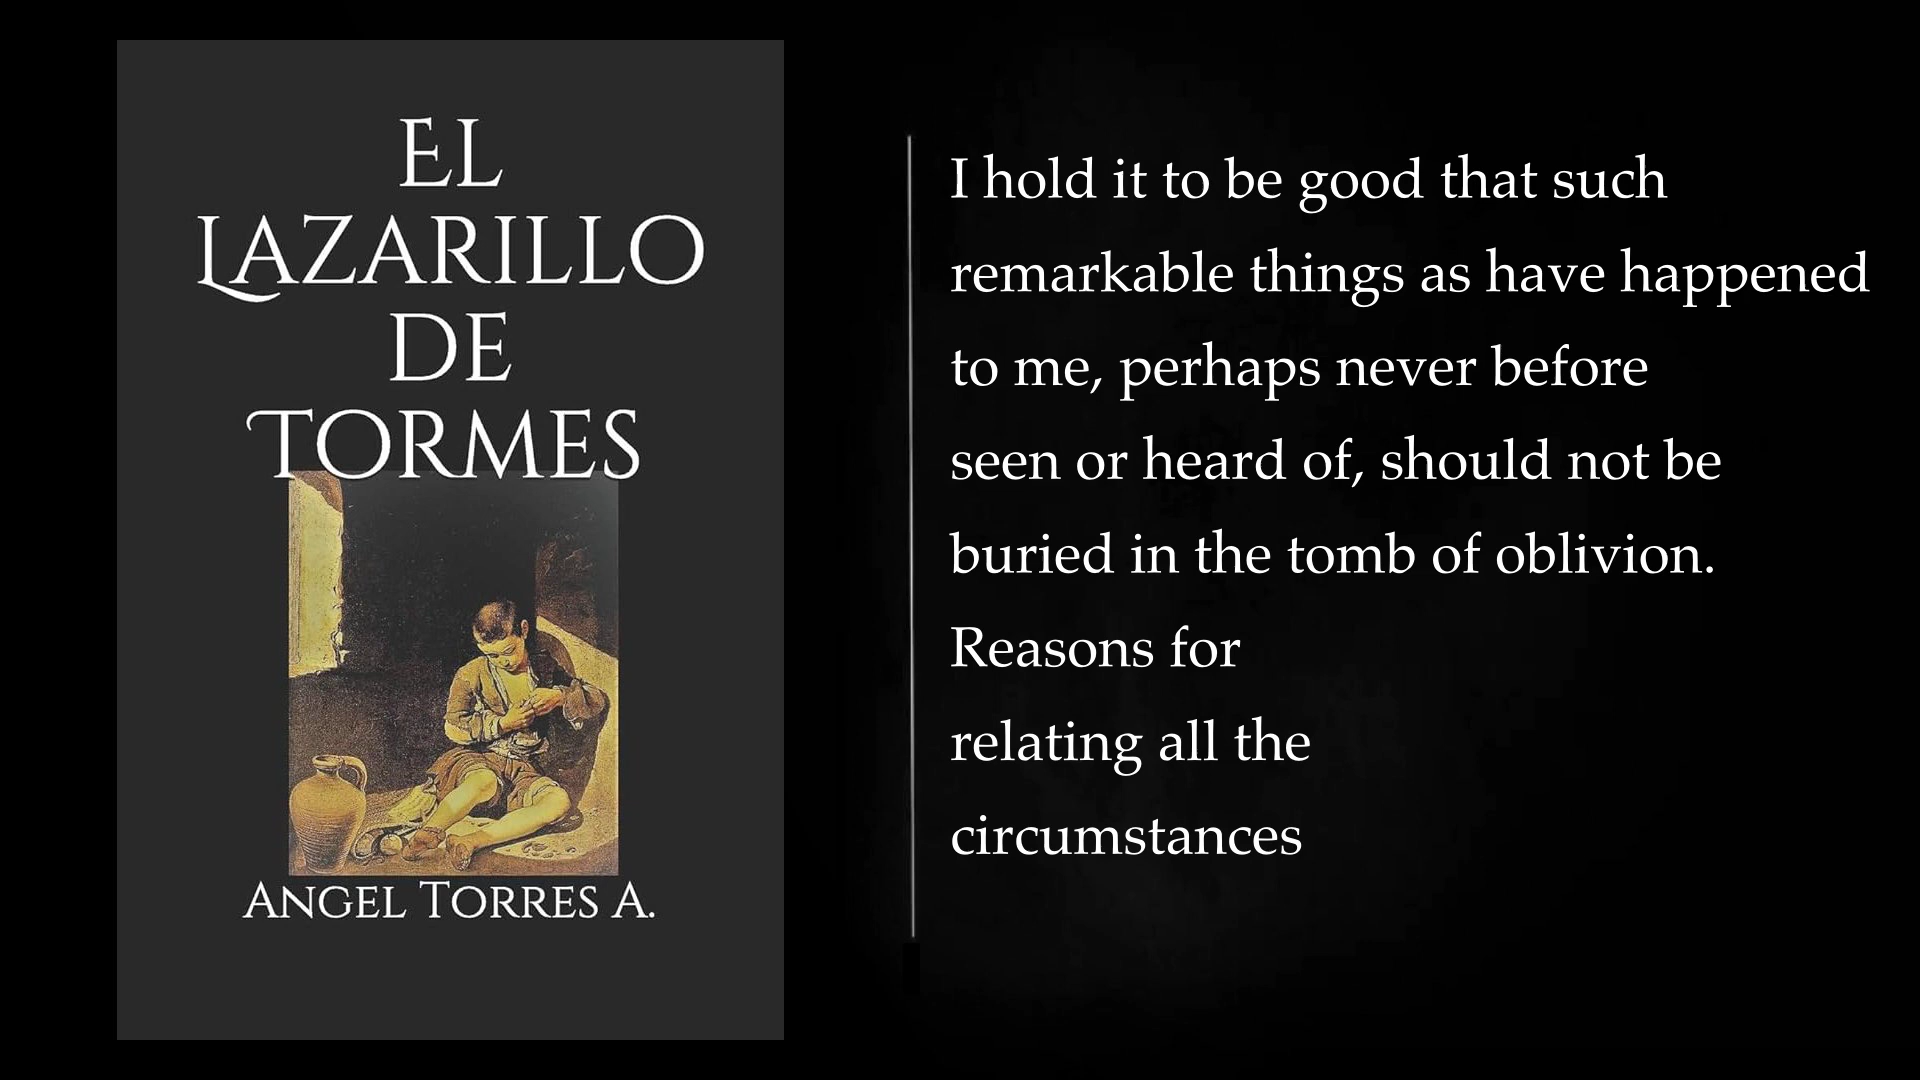 El
Lazarillo
de
Tormes
Angel Torres A.
I hold it to be good that such
remarkable things as have happened
to me, perhaps never before
seen or heard of, should not be
buried in the tomb of oblivion.
Reasons for
relating all the
circumstances